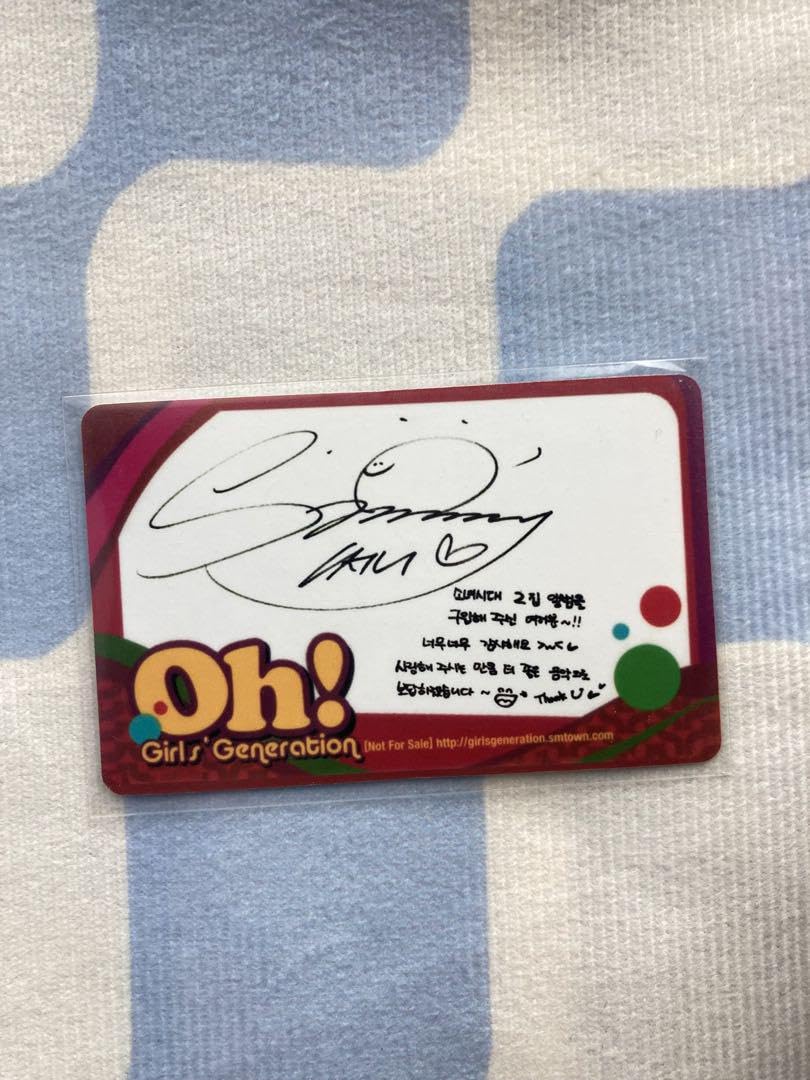 Sunny
써니♡
소녀시대 2집 앨범을
구입해 주신 여러분~!!
너무너무 감사해요 >w<♥
사랑해 주시는 만큼 더 좋은 음악으로
보답하겠습니다~ Thank U
Oh!
Girls' Generation [Not For Sale] http://girlsgeneration.smtown.com